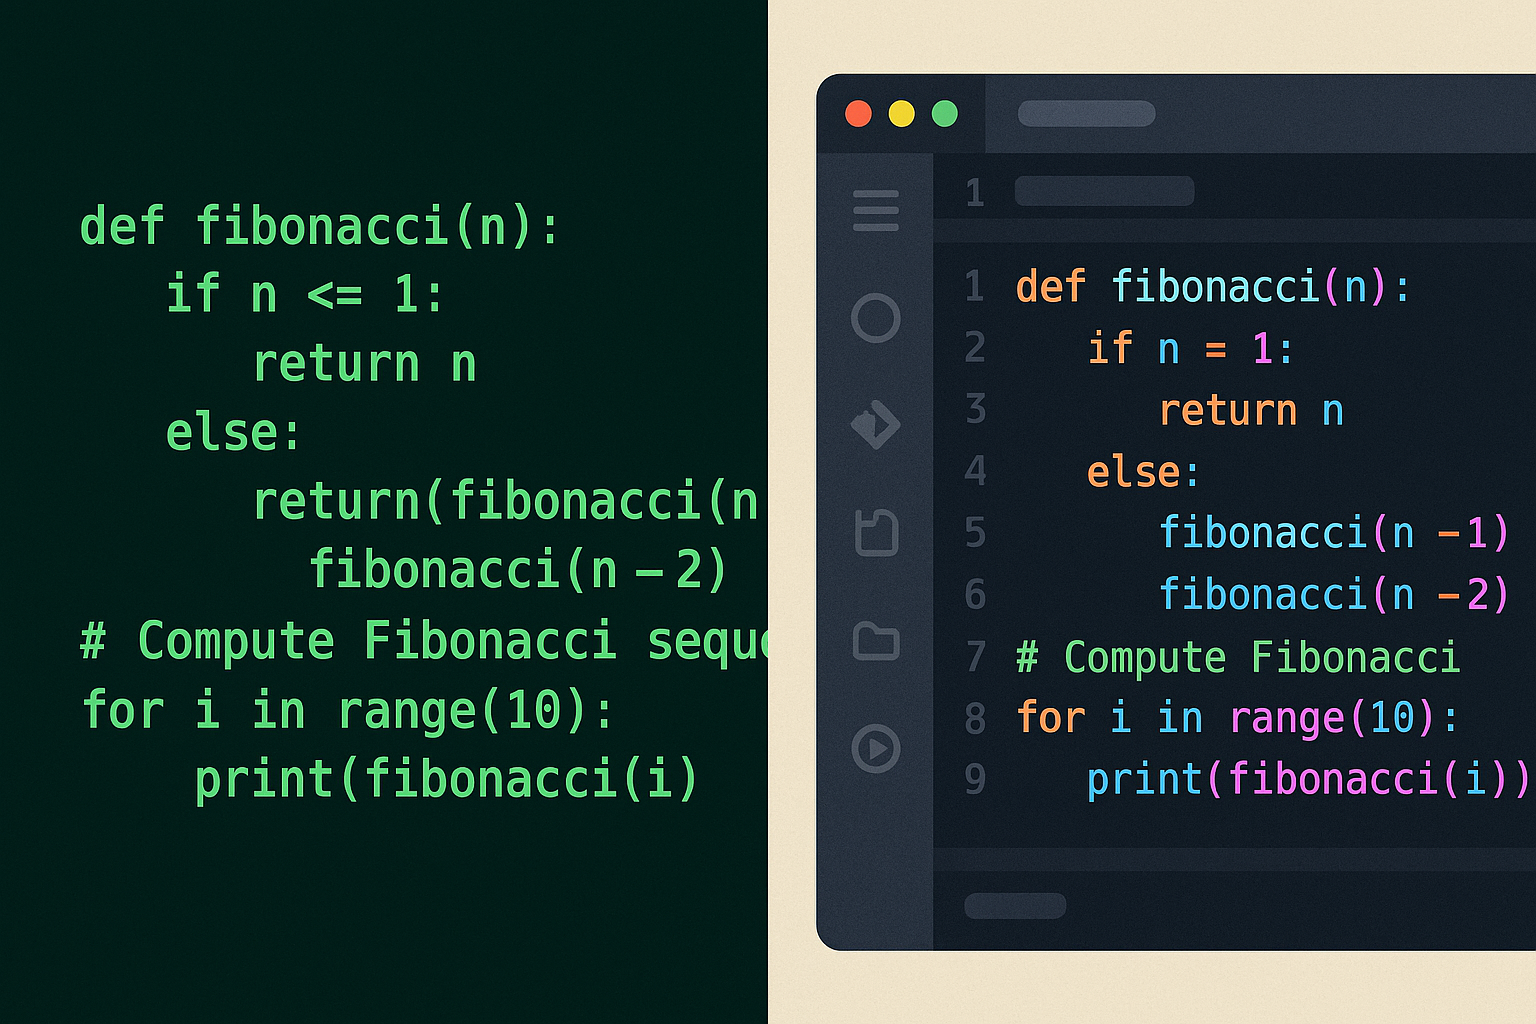 def fibonacci(n):
if n <= 1:
return n
else:
return(fibonacci(n
fibonacci(n – 2)
# Compute Fibonacci
for i in range(10):
print(fibonacci(i)
1
1 def fibonacci(n):
2 if n = 1:
3 return n
4 else:
5 fibonacci(n –1)
6 fibonacci(n –2)
7 # Compute Fibonacci
8 for i in range(10):
9 print(fibonacci(i))